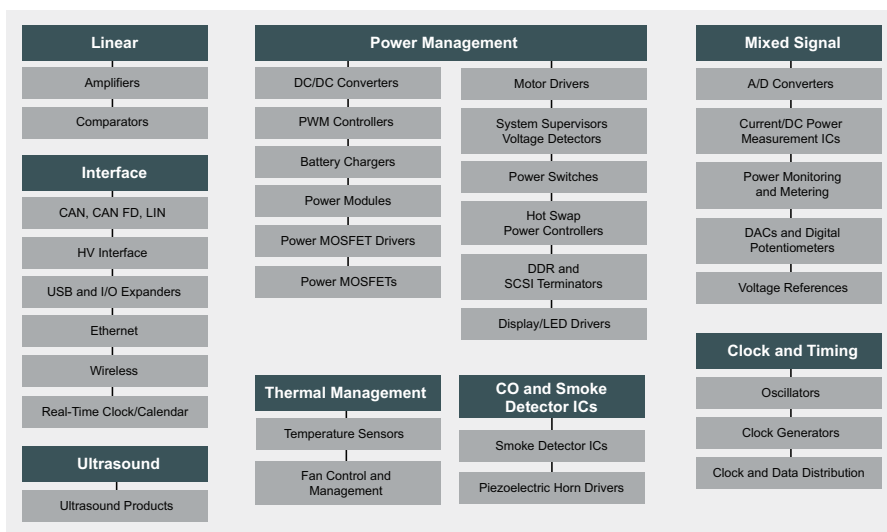 Linear
Amplifiers
Comparators
Interface
CAN, CAN FD, LIN
HV Interface
USB and I/O Expanders
Ethernet
Wireless
Real-Time Clock/Calendar
Ultrasound
Ultrasound Products
Power Management
DC/DC Converters
PWM Controllers
Battery Chargers
Power Modules
Power MOSFET Drivers
Power MOSFETs
Motor Drivers
System Supervisors
Voltage Detectors
Power Switches
Hot Swap
Power Controllers
DDR and
SCSI Terminators
Display/LED Drivers
Thermal Management
Temperature Sensors
Fan Control and
Management
CO and Smoke
Detector ICs
Smoke Detector ICs
Piezoelectric Horn Drivers
Mixed Signal
A/D Converters
Current/DC Power
Measurement ICs
Power Monitoring
and Metering
DACs and Digital
Potentiometers
Voltage References
Clock and Timing
Oscillators
Clock Generators
Clock and Data Distribution